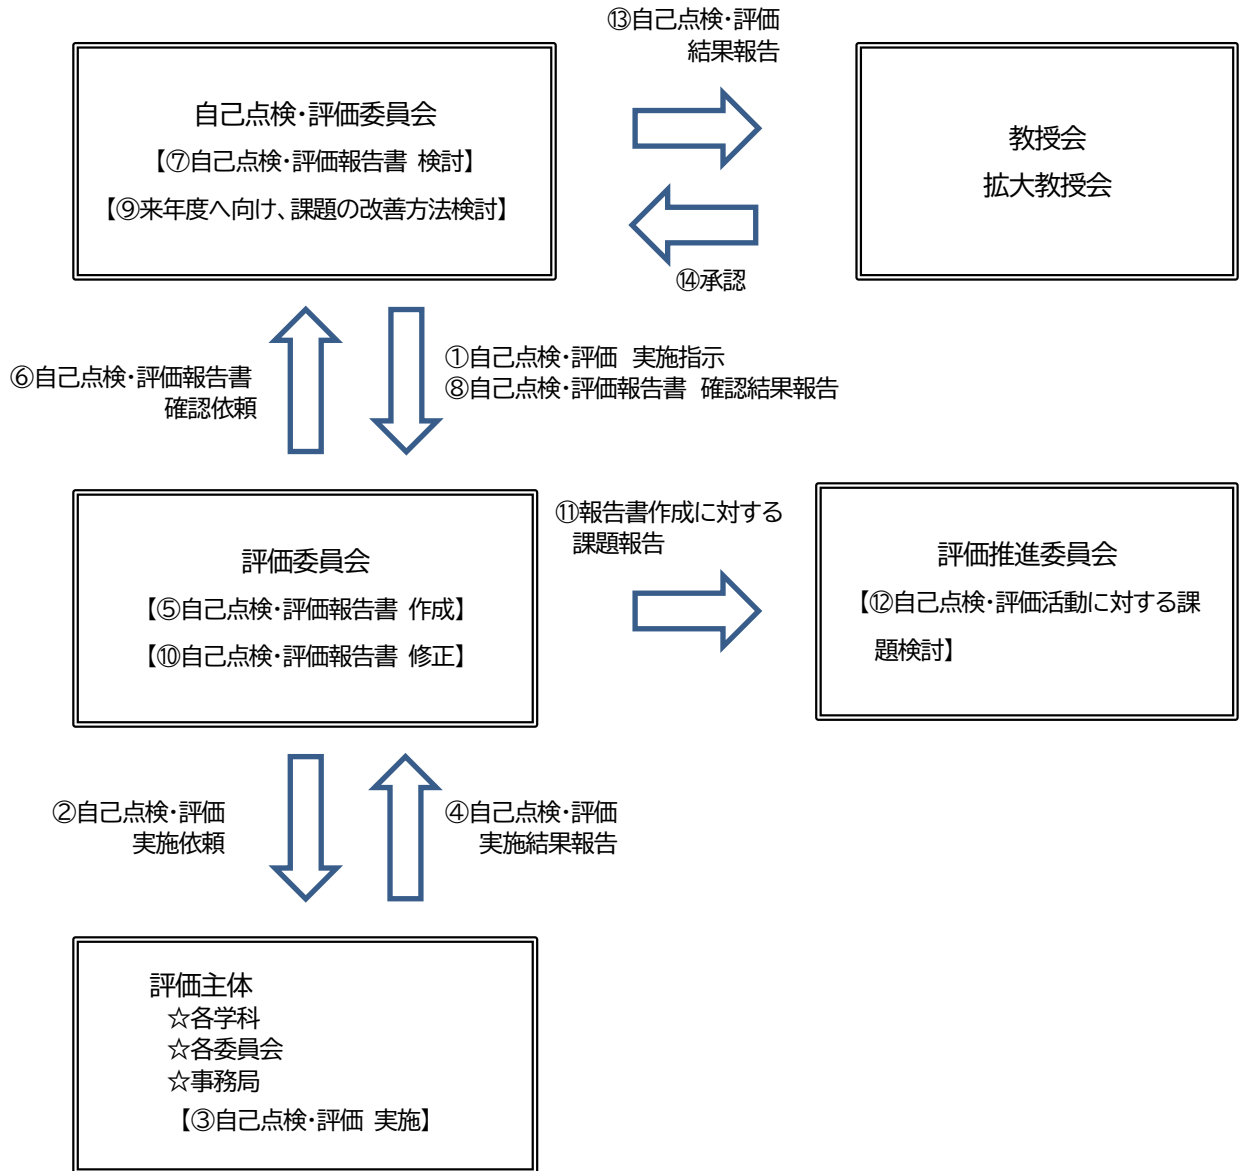 ⑬自己点検・評価
結果報告
自己点検・評価委員会
【⑦自己点検・評価報告書 検討】
【⑨来年度へ向け、課題の改善方法検討】
教授会
拡大教授会
⑭承認
⑥自己点検・評価報告書
確認依頼
①自己点検・評価 実施指示
⑧自己点検・評価報告書 確認結果報告
評価委員会
【⑤自己点検・評価報告書 作成】
【⑩自己点検・評価報告書 修正】
⑪報告書作成に対する
課題報告
評価推進委員会
【⑫自己点検・評価活動に対する課
題検討】
②自己点検・評価
実施依頼
④自己点検・評価
実施結果報告
評価主体
☆各学科
☆各委員会
☆事務局
【③自己点検・評価 実施】